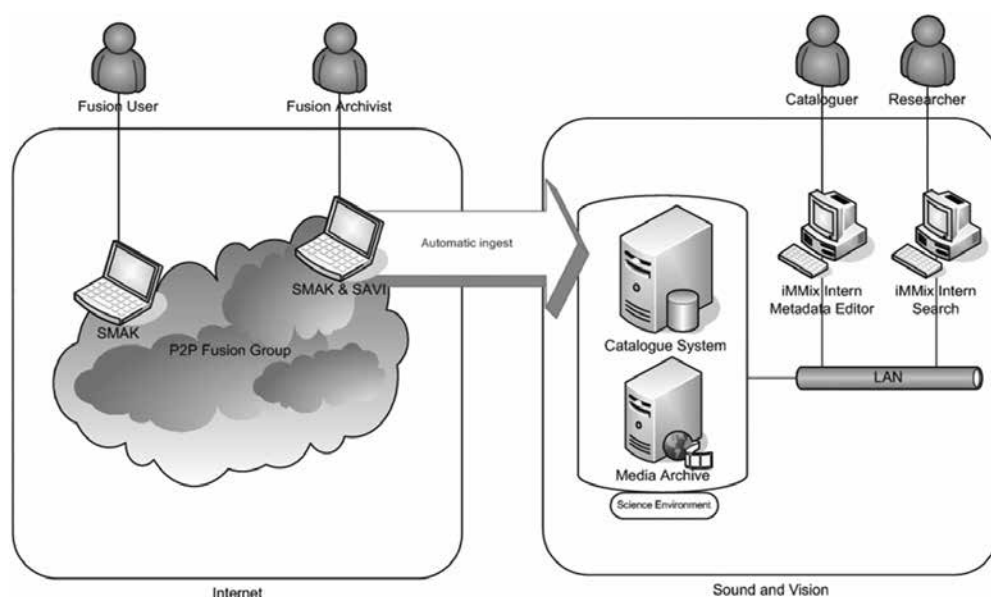 Fusion User
Fusion Archivist
Cataloguer
Researcher
Automatic ingest
SMAK & SAVI
SMAK
P2P Fusion Group
iMMix Intern
Metadata Editor
iMMix Intern
Search
Catalogue System
LAN
Media Archive
Science Environment
Internet
Sound and Vision